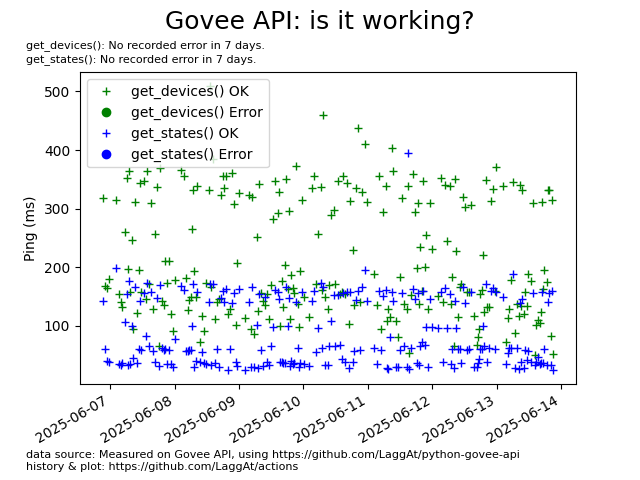 Govee API: is it working?
get_devices(): No recorded error in 7 days.
get_states(): No recorded error in 7 days.
get_devices() OK
get_devices() Error
get_states() OK
get_states() Error
500
400
300
200
100
Ping (ms)
2025-06-07
2025-06-08
2025-06-09
2025-06-10
2025-06-11
2025-06-12
2025-06-13
2025-06-14
data source: Measured on Govee API, using https://github.com/LaggAt/python-govee-api
history & plot: https://github.com/LaggAt/actions